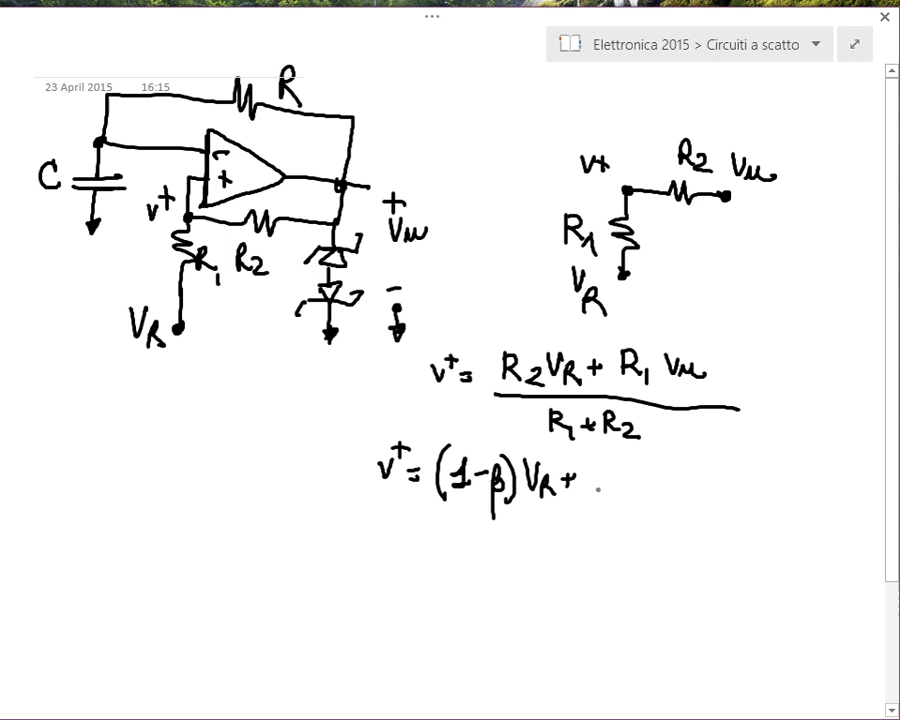 Elettronica 2015 > Circuiti a scatto
23 April 2015 16:15
R
C
-
+
v+
R1 R2
+
Vu
-
VR
v+ R2 Vu
R1
VR
v+ = R2VR + R1 Vu
R1 + R2
v+ = (1-β)VR +